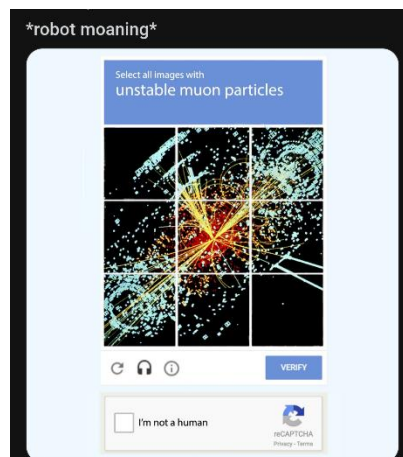 *robot moaning*
Select all images with
unstable muon particles
VERIFY
I'm not a human
reCAPTCHA
Privacy - Terms